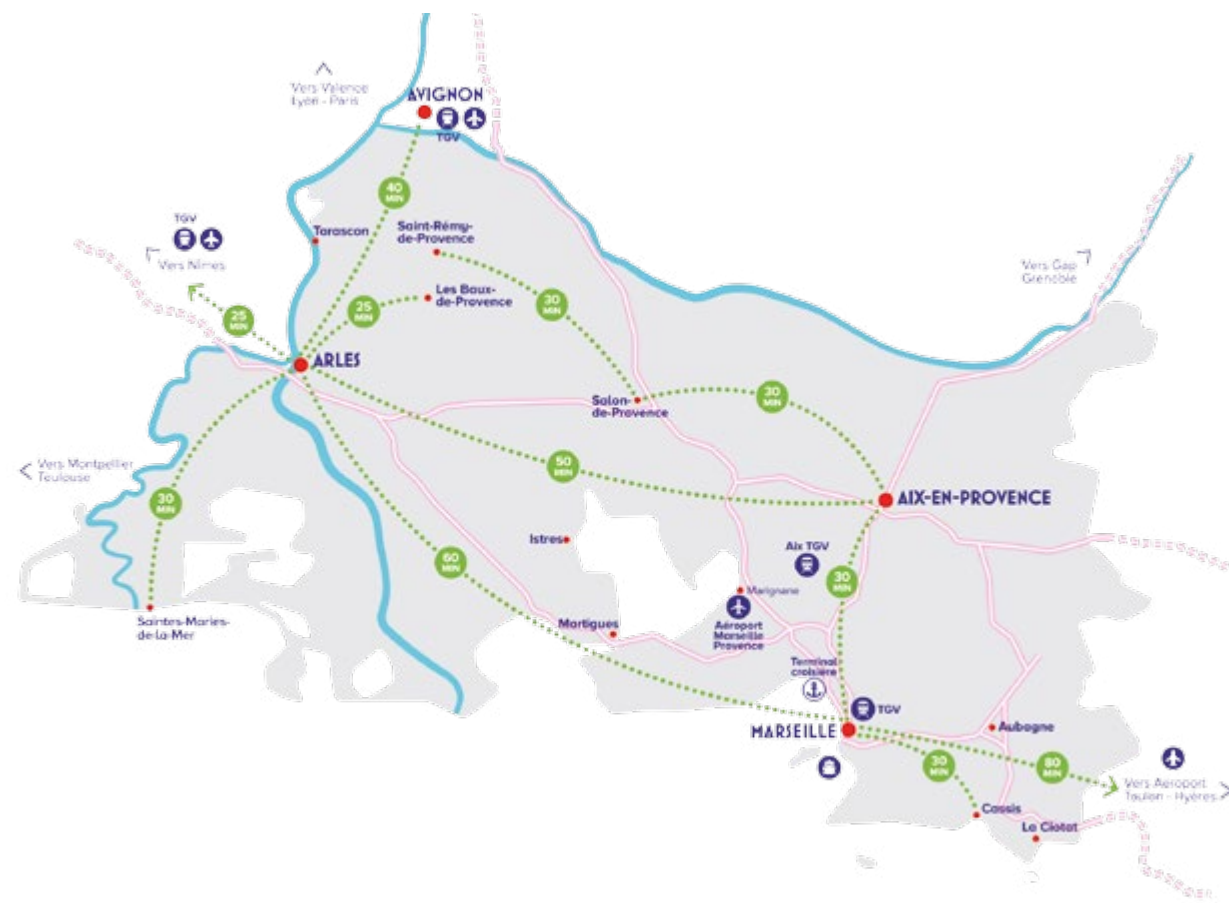 Vers Valence
Lyon - Paris
AVIGNON
TGV
40
MIN
TGV
Vers Nîmes
Tarascon
Saint-Rémy-
de-Provence
Les Baux-
de-Provence
25
MIN
25
MIN
30
MIN
Vers Gap
Grenoble
ARLES
Salon-
de-Provence
30
MIN
Vers Montpellier
Toulouse
30
MIN
50
MIN
AIX-EN-PROVENCE
Istres
60
MIN
Aix TGV
30
MIN
Marignane
Aéroport
Marseille
Provence
Saintes-Maries-
de-la-Mer
Martigues
Terminal
croisière
TGV
MARSEILLE
Aubagne
30
MIN
80
MIN
Vers Aéroport
Toulon - Hyères
Cassis
La Ciotat